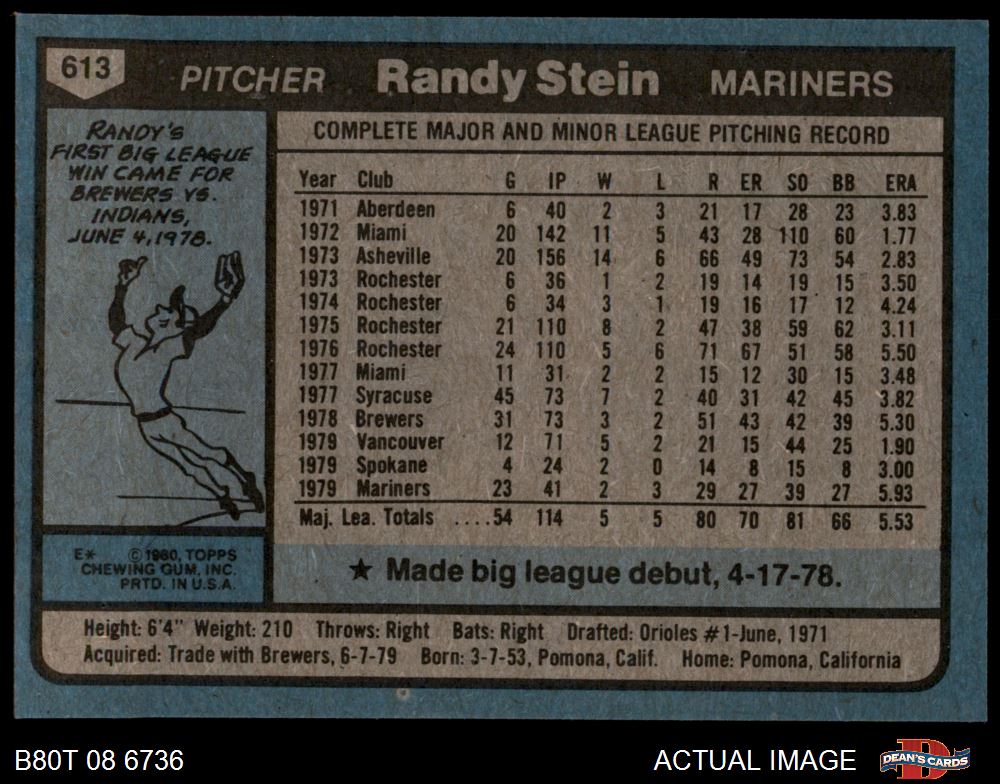 613 PITCHER Randy Stein MARINERS
RANDY'S
FIRST BIG LEAGUE
WIN CAME FOR
BREWERS VS.
INDIANS,
JUNE 4, 1978.
COMPLETE MAJOR AND MINOR LEAGUE PITCHING RECORD
Year Club G IP W L R ER SO BB ERA
1971 Aberdeen 6 40 2 3 21 17 28 23 3.83
1972 Miami 20 142 11 5 43 28 110 60 1.77
1973 Asheville 20 156 14 6 66 49 73 54 2.83
1973 Rochester 6 36 1 2 19 14 19 15 3.50
1974 Rochester 6 34 3 1 19 16 17 12 4.24
1975 Rochester 21 110 8 2 47 38 59 62 3.11
1976 Rochester 24 110 5 6 71 67 51 58 5.50
1977 Miami 11 31 2 2 15 12 30 15 3.48
1977 Syracuse 45 73 7 2 40 31 42 45 3.82
1978 Brewers 31 73 3 2 51 43 42 39 5.30
1979 Vancouver 12 71 5 2 21 15 44 25 1.90
1979 Spokane 4 24 2 0 14 8 15 8 3.00
1979 Mariners 23 41 2 3 29 27 39 27 5.93
Maj. Lea. Totals ....54 114 5 5 80 70 81 66 5.53
E* © 1980, TOPPS
CHEWING GUM, INC.
PRTD. IN U.S.A.
★ Made big league debut, 4-17-78.
Height: 6'4" Weight: 210 Throws: Right Bats: Right Drafted: Orioles #1-June, 1971
Acquired: Trade with Brewers, 6-7-79 Born: 3-7-53, Pomona, Calif. Home: Pomona, California
B80T 08 6736 ACTUAL IMAGE DEAN'S CARDS